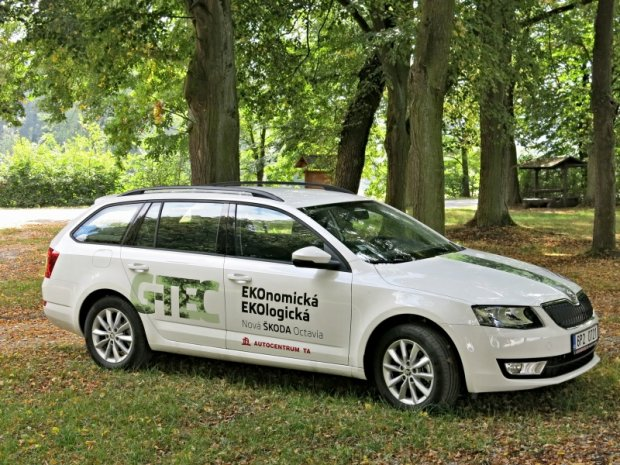 G-TEC
EKOnomická
EKOlogická
Nová ŠKODA Octavia
AUTOCENTRUM TA